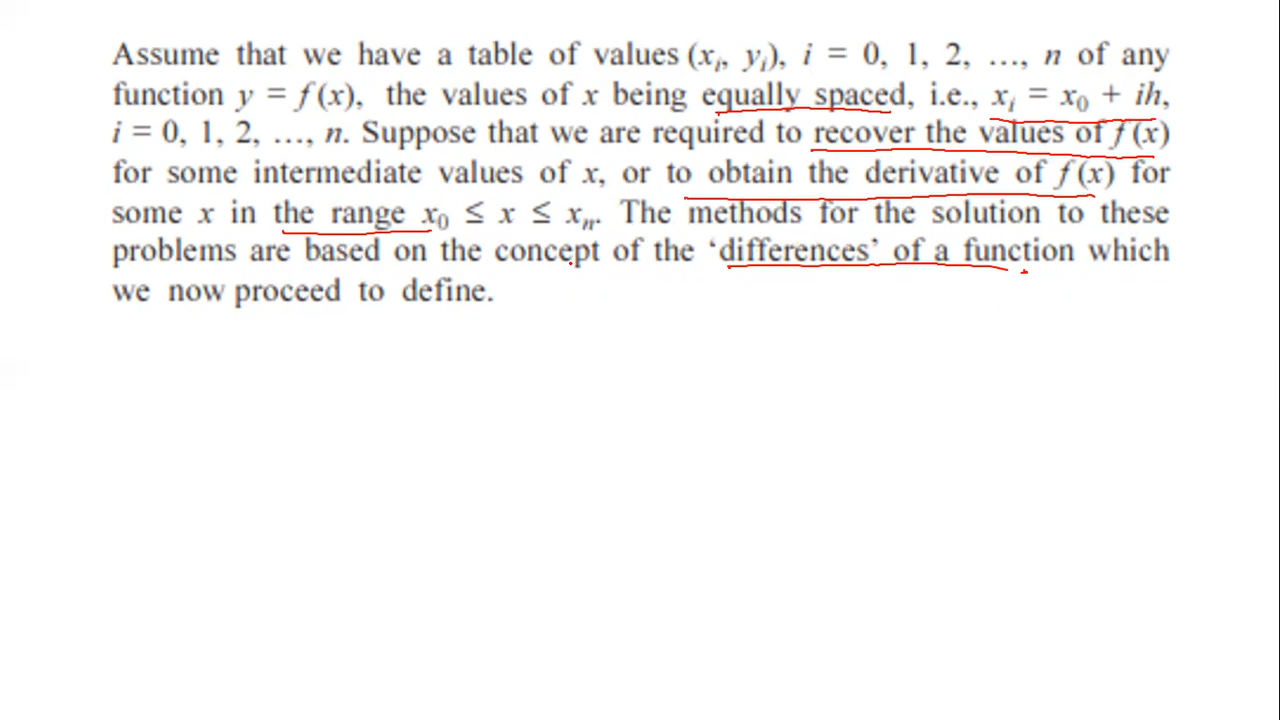 Assume that we have a table of values (xᵢ, yᵢ), i = 0, 1, 2, ..., n of any
function y = f(x), the values of x being equally spaced, i.e., xᵢ = x₀ + ih,
i = 0, 1, 2, ..., n. Suppose that we are required to recover the values of f(x)
for some intermediate values of x, or to obtain the derivative of f(x) for
some x in the range x₀ ≤ x ≤ xₙ. The methods for the solution to these
problems are based on the concept of the ‘differences’ of a function which
we now proceed to define.